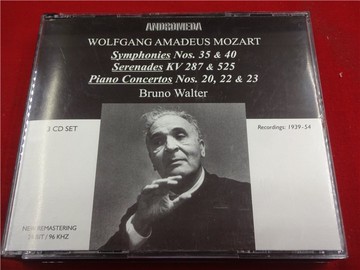 ANDROMEDA
WOLFGANG AMADEUS MOZART
Symphonies Nos. 35 & 40
Serenades KV 287 & 525
Piano Concertos Nos. 20, 22 & 23
Bruno Walter
3 CD SET
Recordings: 1939-54
NEW REMASTERING
24 BIT / 96 KHZ